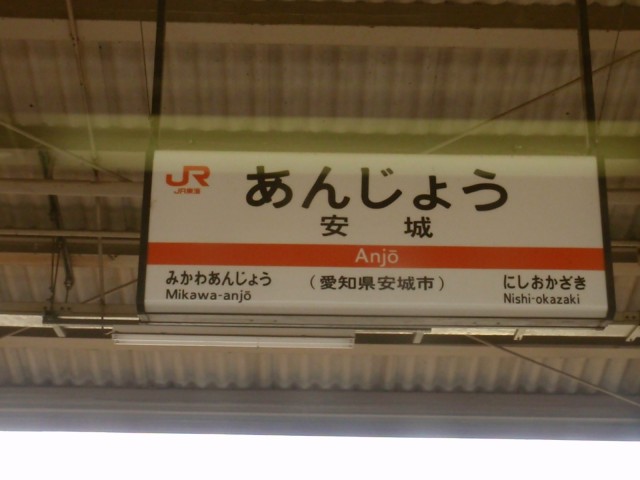 JR
JR東海
あんじょう
安城
Anjō
みかわあんじょう
Mikawa-anjō
（愛知県安城市）
にしおかざき
Nishi-okazaki